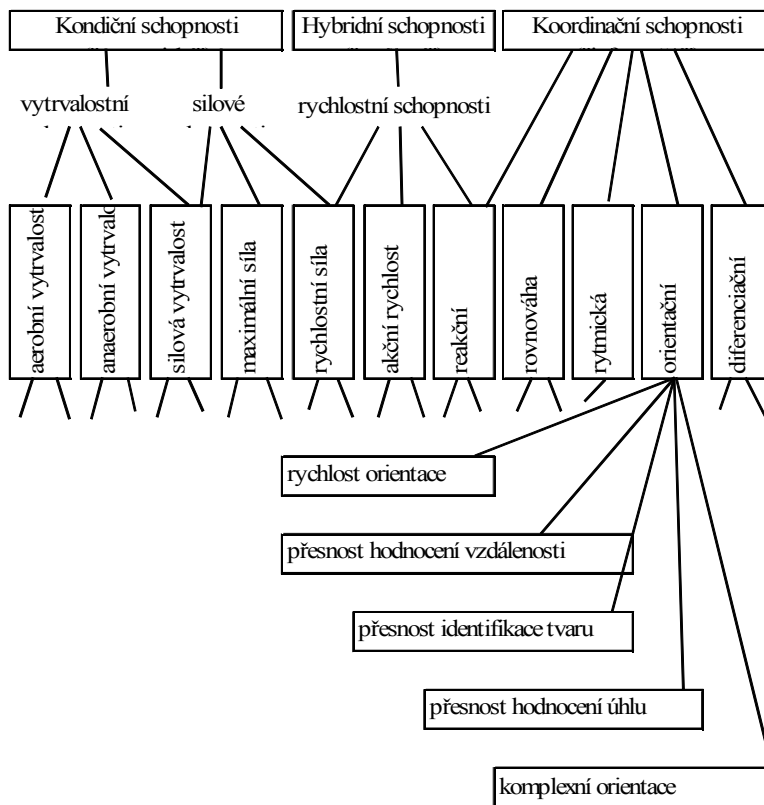 Kondiční schopnosti
Hybridní schopnosti
Koordinační schopnosti
vytrvalostní
silové
rychlostní schopnosti
aerobní vytrvalost
anaerobní vytrvalo
silová vytrvalost
maximální síla
rychlostní síla
akční rychlost
reakční
rovnováha
rytmická
orientační
diferenciační
rychlost orientace
přesnost hodnocení vzdálenosti
přesnost identifikace tvaru
přesnost hodnocení úhlu
komplexní orientace